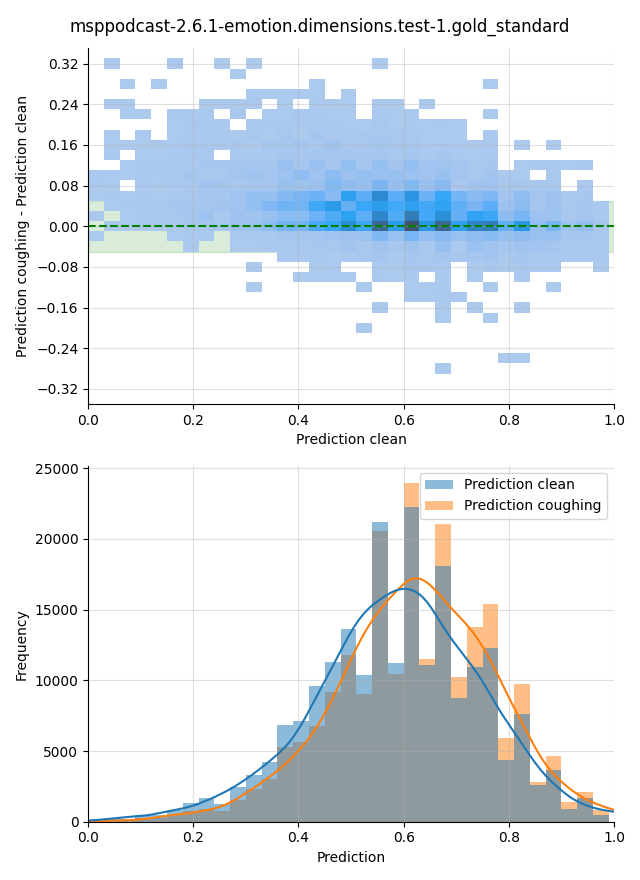 msppodcast-2.6.1-emotion.dimensions.test-1.gold_standard
0.32
0.24
0.16
0.08
0.00
−0.08
−0.16
−0.24
−0.32
Prediction coughing - Prediction clean
0.0 0.2 0.4 0.6 0.8 1.0
Prediction clean
25000
20000
15000
10000
5000
0
Frequency
Prediction clean
Prediction coughing
0.0 0.2 0.4 0.6 0.8 1.0
Prediction